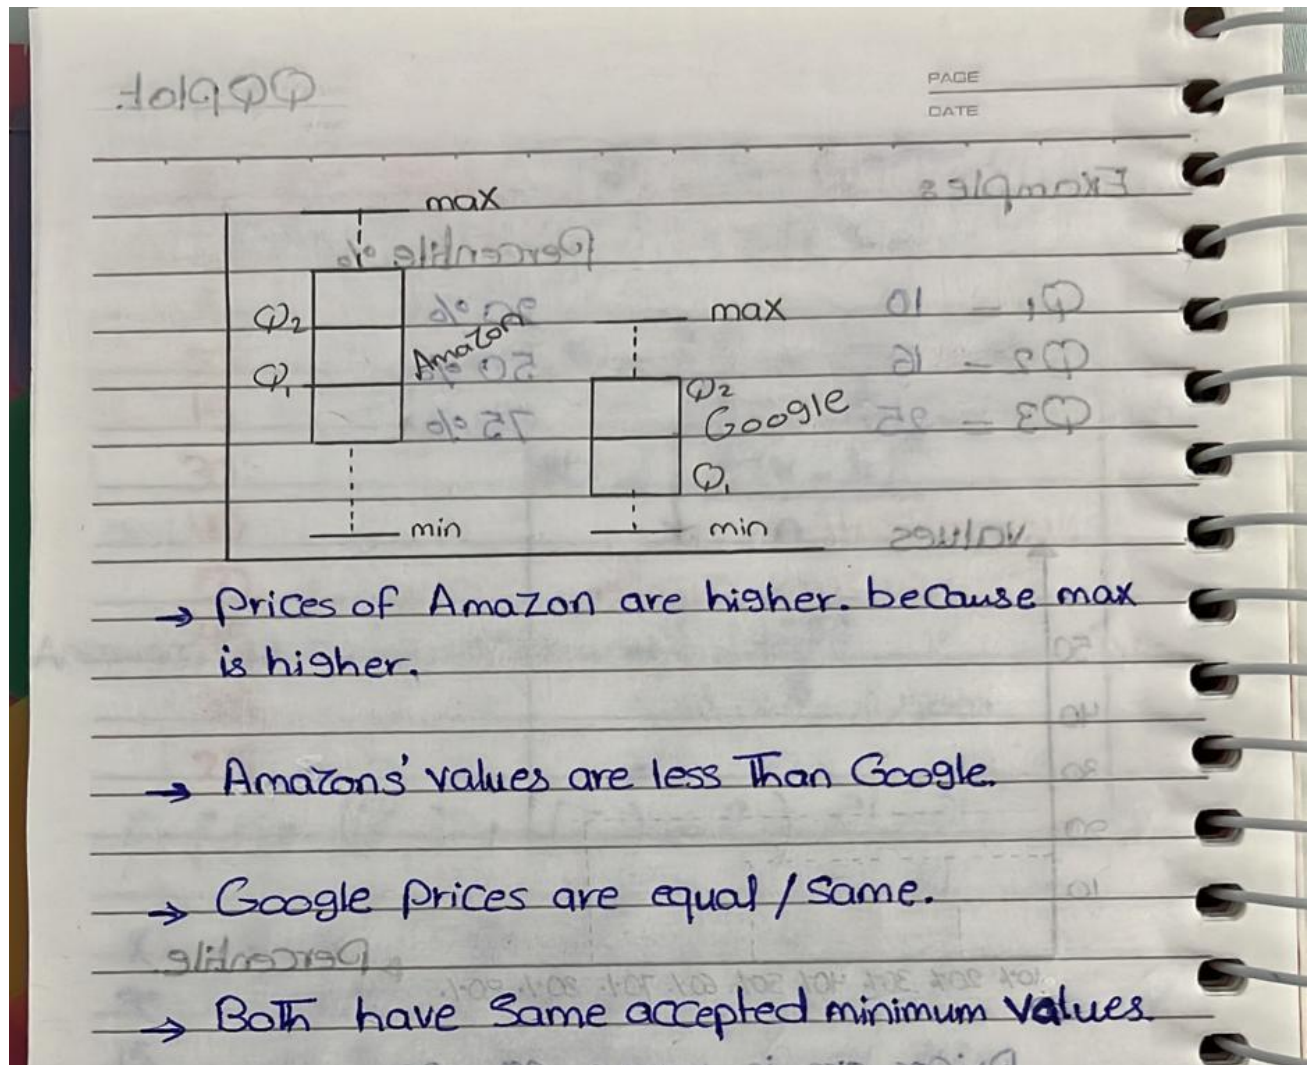 PAGE
DATE
max
Q2
Amazon
Q1
max
Q2
Google
Q1
min
min
→ Prices of Amazon are higher. because max
is higher.
→ Amazons' values are less Than Google.
→ Google Prices are equal / Same.
→ Both have Same accepted minimum values